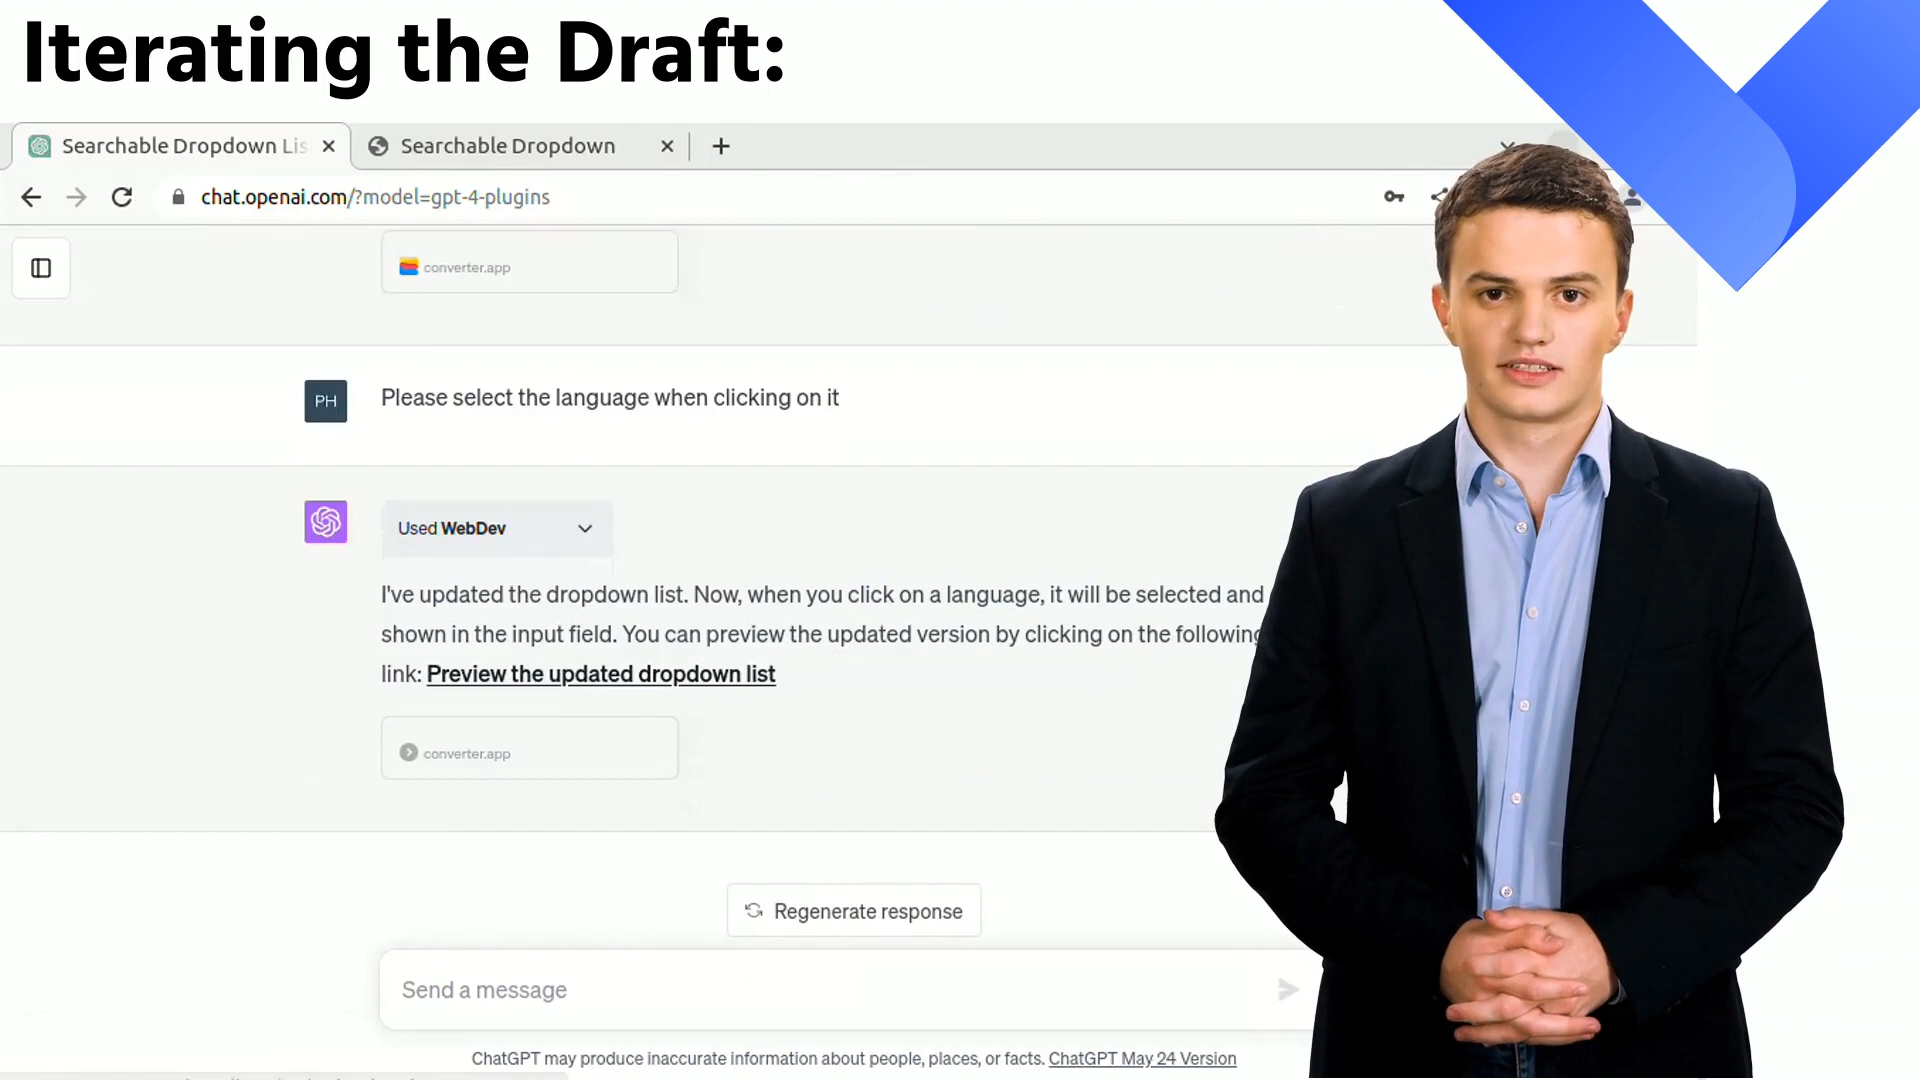 Iterating the Draft:
Searchable Dropdown Lis
Searchable Dropdown
chat.openai.com/?model=gpt-4-plugins
converter.app
PH
Please select the language when clicking on it
Used WebDev
I've updated the dropdown list. Now, when you click on a language, it will be selected and
shown in the input field. You can preview the updated version by clicking on the following
link: Preview the updated dropdown list
converter.app
Regenerate response
Send a message
ChatGPT may produce inaccurate information about people, places, or facts. ChatGPT May 24 Version